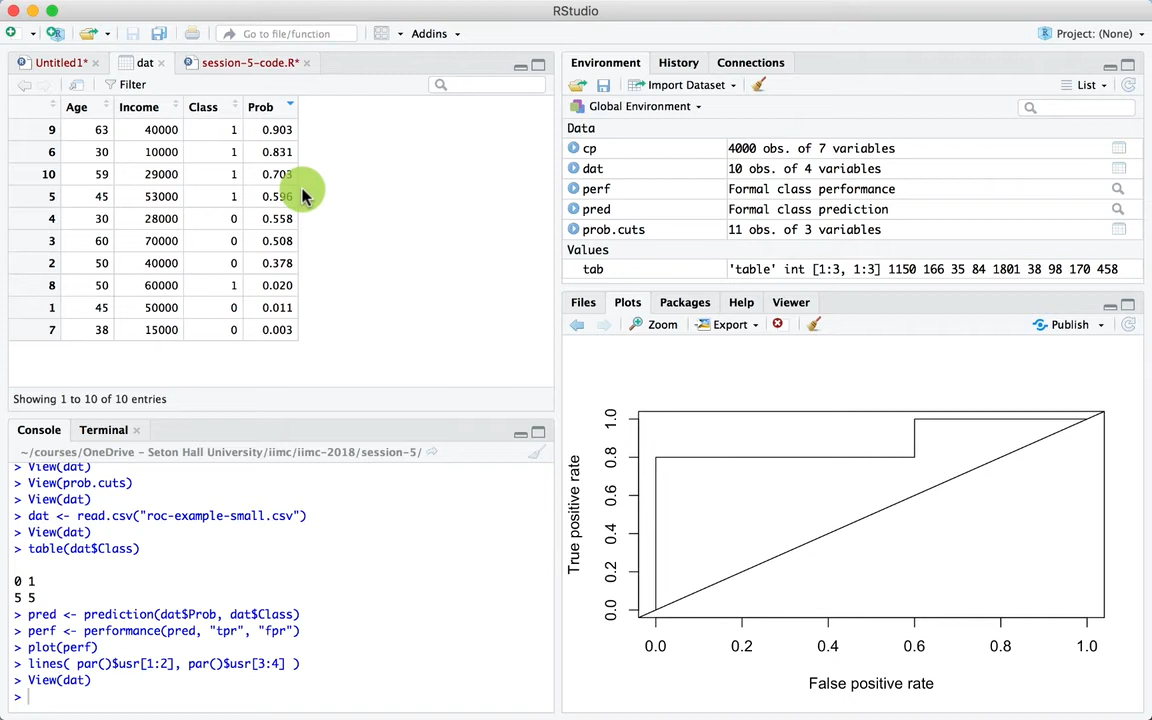 RStudio
Go to file/function
Addins
Project: (None)
Untitled1*
dat
session-5-code.R*
Filter
Age Income Class Prob
9 63 40000 1 0.903
6 30 10000 1 0.831
10 59 29000 1 0.703
5 45 53000 1 0.596
4 30 28000 0 0.558
3 60 70000 0 0.508
2 50 40000 0 0.378
8 50 60000 1 0.020
1 45 50000 0 0.011
7 38 15000 0 0.003
Showing 1 to 10 of 10 entries
Console Terminal
~/courses/OneDrive - Seton Hall University/iimc/iimc-2018/session-5/
> View(dat)
> View(prob.cuts)
> View(dat)
> dat <- read.csv("roc-example-small.csv")
> View(dat)
> table(dat$Class)
0 1
5 5
> pred <- prediction(dat$Prob, dat$Class)
> perf <- performance(pred, "tpr", "fpr")
> plot(perf)
> lines( par()$usr[1:2], par()$usr[3:4] )
> View(dat)
>
Environment History Connections
Import Dataset
List
Global Environment
Data
cp 4000 obs. of 7 variables
dat 10 obs. of 4 variables
perf Formal class performance
pred Formal class prediction
prob.cuts 11 obs. of 3 variables
Values
tab 'table' int [1:3, 1:3] 1150 166 35 84 1801 38 98 170 458
Files Plots Packages Help Viewer
Zoom Export Publish
True positive rate
1.0
0.8
0.6
0.4
0.2
0.0
0.0 0.2 0.4 0.6 0.8 1.0
False positive rate